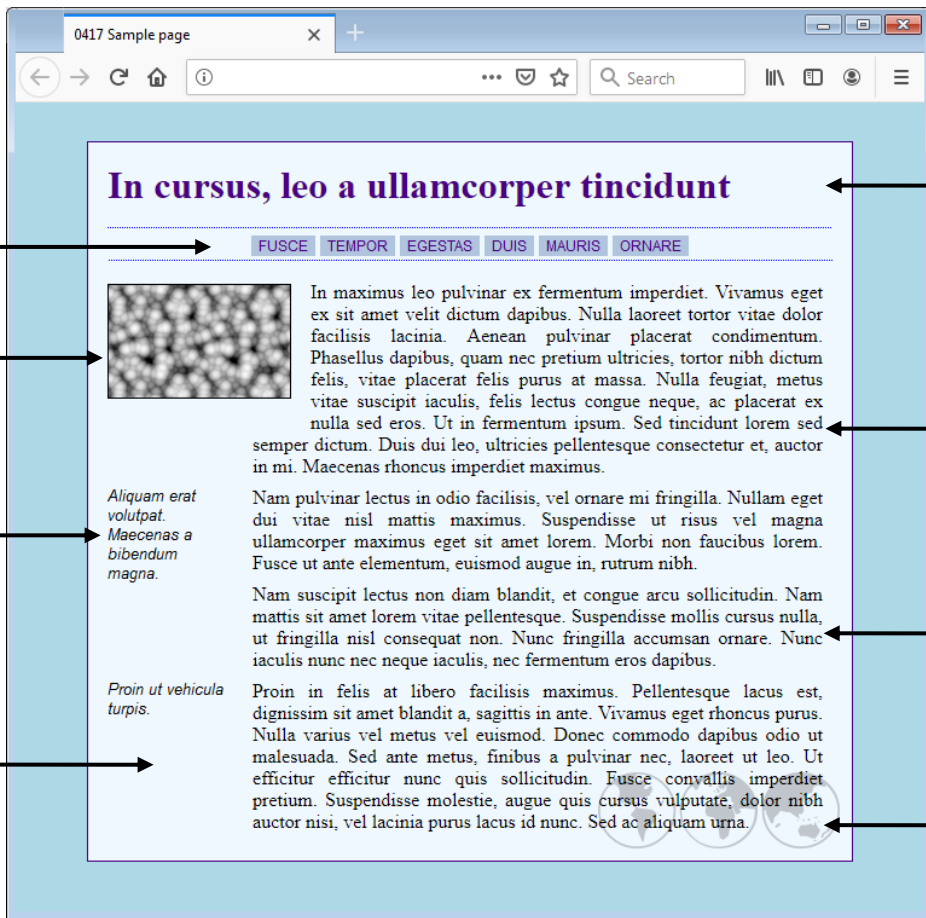 0417 Sample page
Search
In cursus, leo a ullamcorper tincidunt
FUSCE TEMPOR EGESTAS DUIS MAURIS ORNARE
In maximus leo pulvinar ex fermentum imperdiet. Vivamus eget
ex sit amet velit dictum dapibus. Nulla laoreet tortor vitae dolor
facilisis lacinia. Aenean pulvinar placerat condimentum.
Phasellus dapibus, quam nec pretium ultricies, tortor nibh dictum
felis, vitae placerat felis purus at massa. Nulla feugiat, metus
vitae suscipit iaculis, felis lectus congue neque, ac placerat ex
nulla sed eros. Ut in fermentum ipsum. Sed tincidunt lorem sed
semper dictum. Duis dui leo, ultricies pellentesque consectetur et, auctor
in mi. Maecenas rhoncus imperdiet maximus.
Aliquam erat
volutpat.
Maecenas a
bibendum
magna.
Nam pulvinar lectus in odio facilisis, vel ornare mi fringilla. Nullam eget
dui vitae nisl mattis maximus. Suspendisse ut risus vel magna
ullamcorper maximus eget sit amet lorem. Morbi non faucibus lorem.
Fusce ut ante elementum, euismod augue in, rutrum nibh.
Nam suscipit lectus non diam blandit, et congue arcu sollicitudin. Nam
mattis sit amet lorem vitae pellentesque. Suspendisse mollis cursus nulla,
ut fringilla nisl consequat non. Nunc fringilla accumsan ornare. Nunc
iaculis nunc nec neque iaculis, nec fermentum eros dapibus.
Proin ut vehicula
turpis.
Proin in felis at libero facilisis maximus. Pellentesque lacus est,
dignissim sit amet blandit a, sagittis in ante. Vivamus eget rhoncus purus.
Nulla varius vel metus vel euismod. Donec commodo dapibus odio ut
malesuada. Sed ante metus, finibus a pulvinar nec, laoreet ut leo. Ut
efficitur efficitur nunc quis sollicitudin. Fusce convallis imperdiet
pretium. Suspendisse molestie, augue quis cursus vulputate, dolor nibh
auctor nisi, vel lacinia purus lacus id nunc. Sed ac aliquam urna.